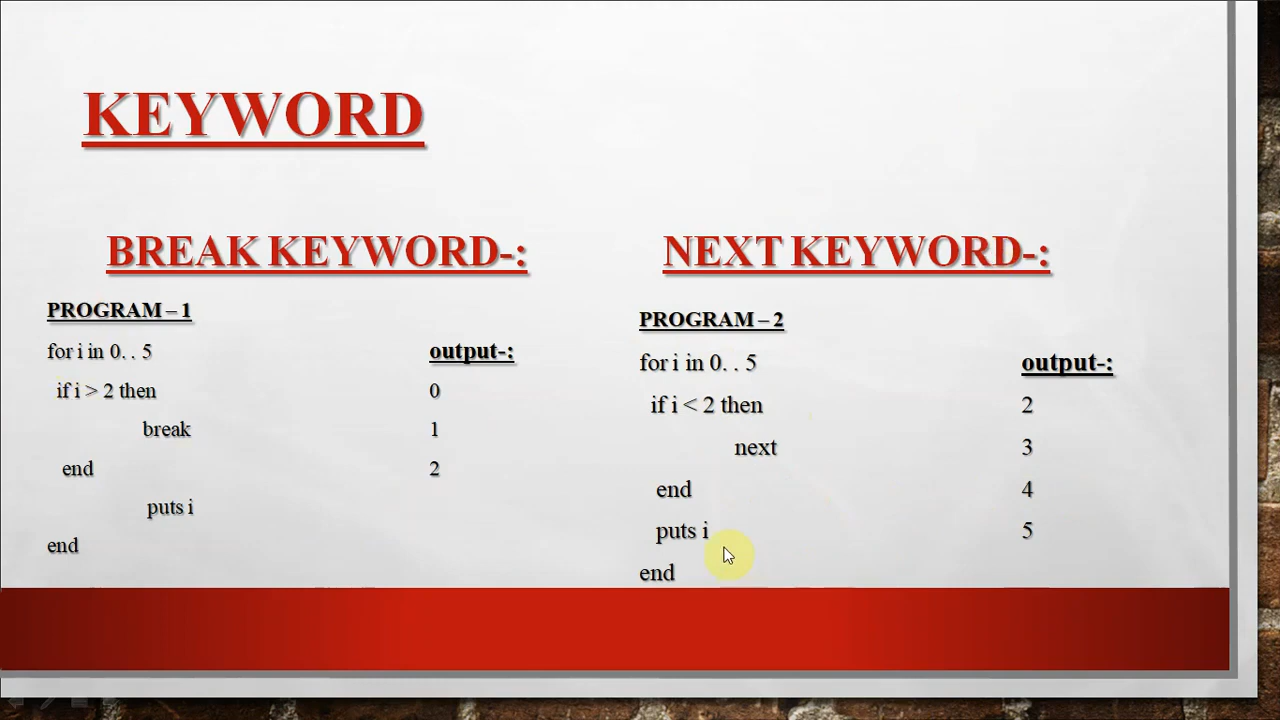 KEYWORD
BREAK KEYWORD-:
PROGRAM – 1
for i in 0. . 5
if i > 2 then
break
end
puts i
end
output-:
0
1
2
NEXT KEYWORD-:
PROGRAM – 2
for i in 0. . 5
if i < 2 then
next
end
puts i
end
output-:
2
3
4
5